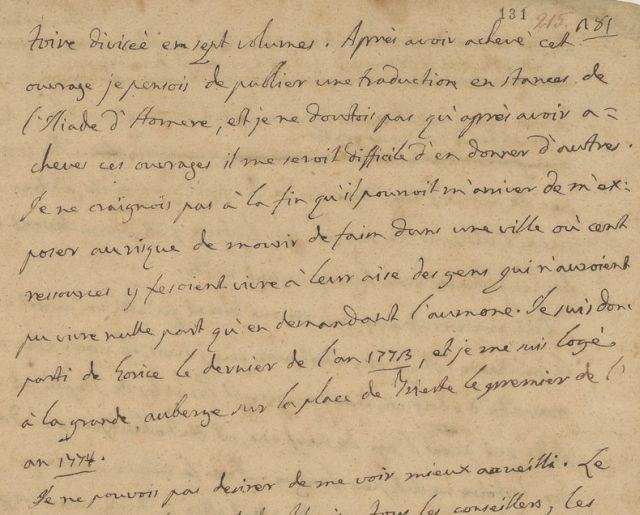 131 215. 181
toire divisée en sept volumes. Après avoir achevé cet
ouvrage je pensois de publier une traduction en stances de
l'Iliade d'Homere, et je ne doutois pas qu'après avoir a=
chevés ces ouvrages il me seroit difficile d'en donner d'autres.
Je ne craignois pas à la fin qu'il pourroit m'arriver de m'ex:
poser au risque de mourir de faim dans une ville où cent
ressources y fesoient vivre à leur aise des gens qui n'auroient
pu vivre nulle part qu'en demandant l'aumone. Je suis donc
parti de Gorice le dernier de l'an 1773, et je me suis logé
à la grande auberge sur la place de Trieste le premier de l'
an 1774.
Je ne pouvois pas desirer de me voir mieux accueilli. Le
tous les conseillers, les